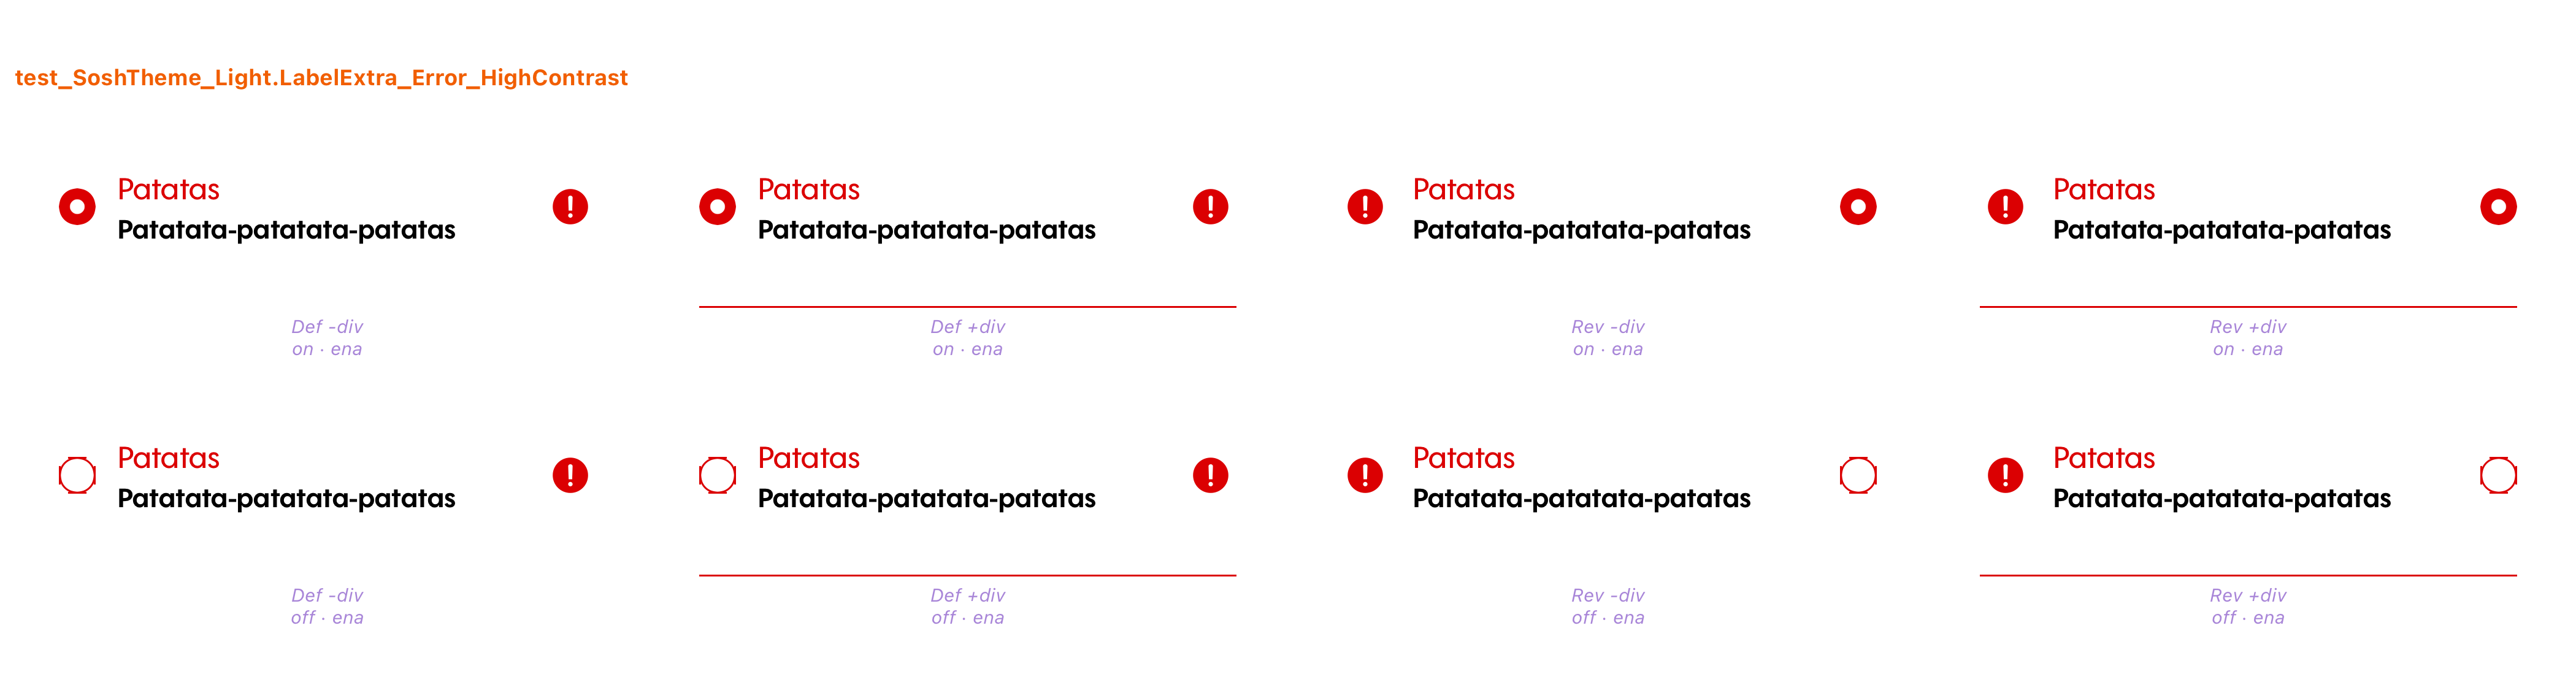 test_SoshTheme_Light.LabelExtra_Error_HighContrast
Patatas
Patatata-patatata-patatas
Def -div
on · ena
Patatas
Patatata-patatata-patatas
Def +div
on · ena
Patatas
Patatata-patatata-patatas
Rev -div
on · ena
Patatas
Patatata-patatata-patatas
Rev +div
on · ena
Patatas
Patatata-patatata-patatas
Def -div
off · ena
Patatas
Patatata-patatata-patatas
Def +div
off · ena
Patatas
Patatata-patatata-patatas
Rev -div
off · ena
Patatas
Patatata-patatata-patatas
Rev +div
off · ena